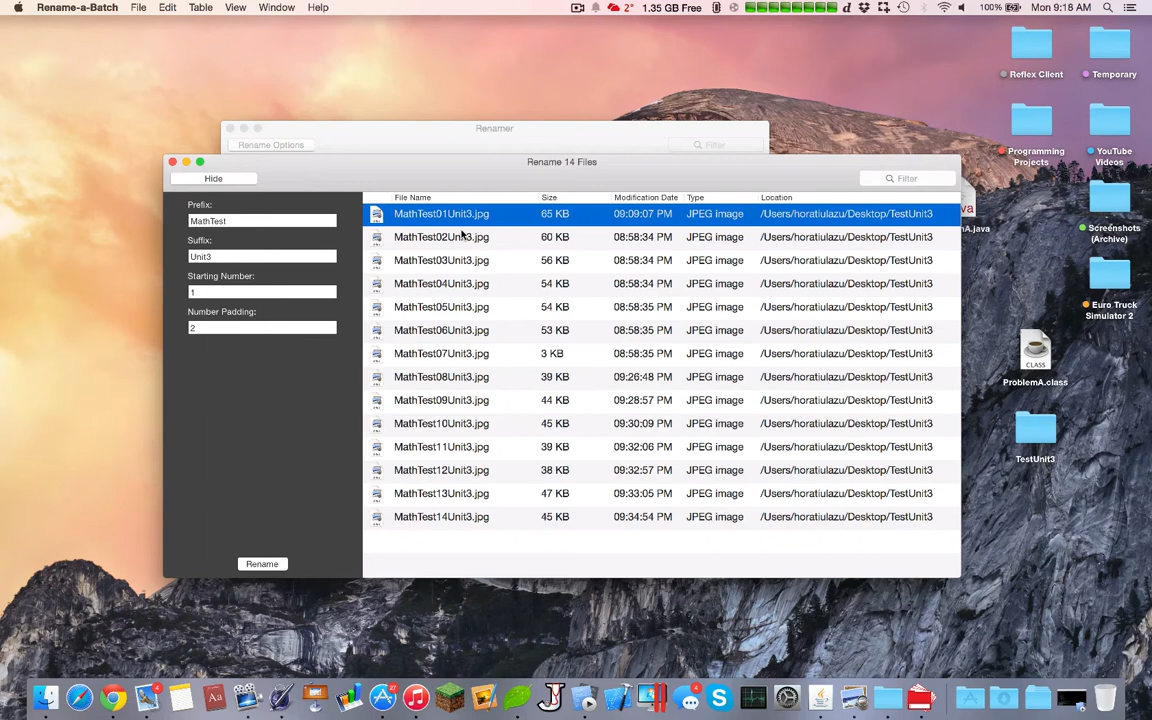 Rename-a-Batch File Edit Table View Window Help 2° 1.35 GB Free 100% Mon 9:18 AM
Reflex Client Temporary
Renamer
Rename Options Filter
Programming Projects YouTube Videos
Rename 14 Files
Hide Filter
File Name Size Modification Date Type Location
Prefix:
MathTest
Suffix:
Unit3
Starting Number:
1
Number Padding:
2
Rename
MathTest01Unit3.jpg 65 KB 09:09:07 PM JPEG image /Users/horatiulazu/Desktop/TestUnit3
MathTest02Unit3.jpg 60 KB 08:58:34 PM JPEG image /Users/horatiulazu/Desktop/TestUnit3
MathTest03Unit3.jpg 56 KB 08:58:34 PM JPEG image /Users/horatiulazu/Desktop/TestUnit3
MathTest04Unit3.jpg 54 KB 08:58:34 PM JPEG image /Users/horatiulazu/Desktop/TestUnit3
MathTest05Unit3.jpg 54 KB 08:58:35 PM JPEG image /Users/horatiulazu/Desktop/TestUnit3
MathTest06Unit3.jpg 53 KB 08:58:35 PM JPEG image /Users/horatiulazu/Desktop/TestUnit3
MathTest07Unit3.jpg 3 KB 08:58:35 PM JPEG image /Users/horatiulazu/Desktop/TestUnit3
MathTest08Unit3.jpg 39 KB 09:26:48 PM JPEG image /Users/horatiulazu/Desktop/TestUnit3
MathTest09Unit3.jpg 44 KB 09:28:57 PM JPEG image /Users/horatiulazu/Desktop/TestUnit3
MathTest10Unit3.jpg 45 KB 09:30:09 PM JPEG image /Users/horatiulazu/Desktop/TestUnit3
MathTest11Unit3.jpg 39 KB 09:32:06 PM JPEG image /Users/horatiulazu/Desktop/TestUnit3
MathTest12Unit3.jpg 38 KB 09:32:57 PM JPEG image /Users/horatiulazu/Desktop/TestUnit3
MathTest13Unit3.jpg 47 KB 09:33:05 PM JPEG image /Users/horatiulazu/Desktop/TestUnit3
MathTest14Unit3.jpg 45 KB 09:34:54 PM JPEG image /Users/horatiulazu/Desktop/TestUnit3
Screenshots
(Archive)
Euro Truck
Simulator 2
CLASS
ProblemA.class
TestUnit3